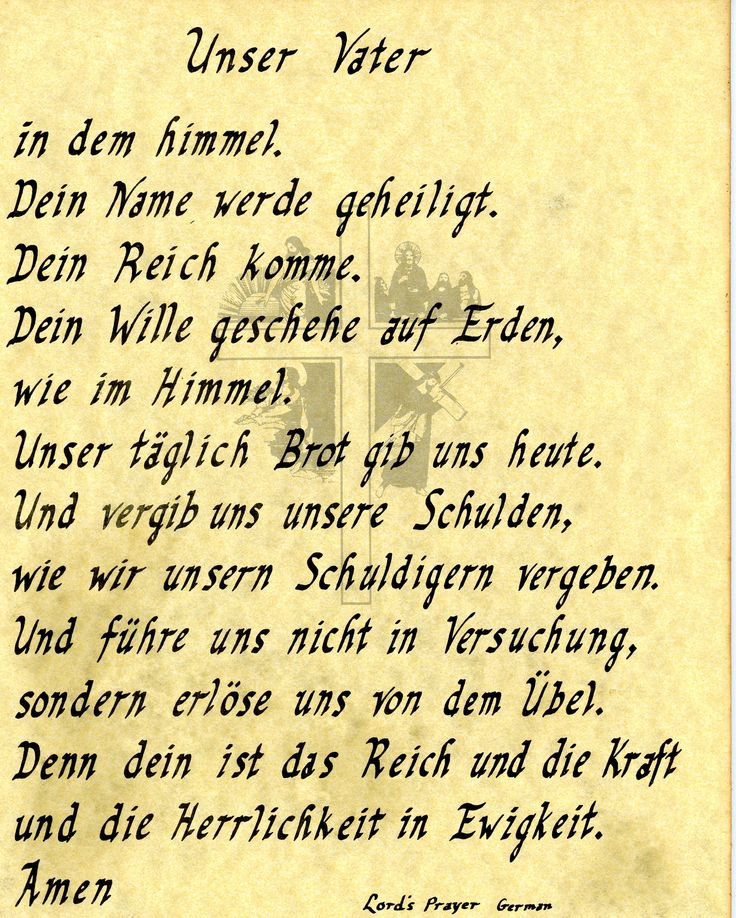 Unser Vater
in dem himmel.
Dein Name werde geheiligt.
Dein Reich komme.
Dein Wille geschehe auf Erden,
wie im Himmel.
Unser täglich Brot gib uns heute.
Und vergib uns unsere Schulden,
wie wir unsern Schuldigern vergeben.
Und führe uns nicht in Versuchung,
sondern erlöse uns von dem Übel.
Denn dein ist das Reich und die Kraft
und die Herrlichkeit in Ewigkeit.
Amen
Lord's Prayer German